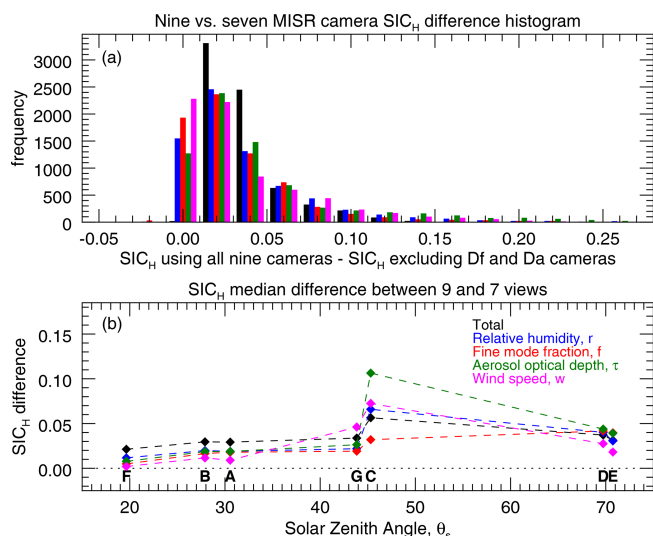 Nine vs. seven MISR camera SIC_H difference histogram
(a)
frequency
3000
2500
2000
1500
1000
500
0
-0.05 0.00 0.05 0.10 0.15 0.20 0.25
SIC_H using all nine cameras - SIC_H excluding Df and Da cameras
SIC_H median difference between 9 and 7 views
(b)
Total
Relative humidity, r
Fine mode fraction, f
Aerosol optical depth, τ
Wind speed, w
SIC_H difference
0.15
0.10
0.05
0.00
F B A G C D E
20 30 40 50 60 70
Solar Zenith Angle, θ_s